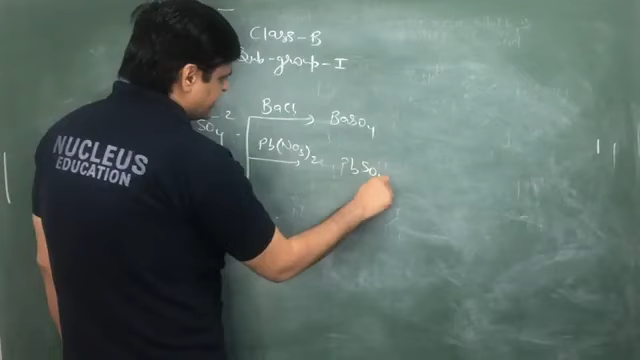 Class-B
Sub-group-I
SO4 -2
BaCl2
BaSO4
Pb(NO3)2
PbSO4
NUCLEUS
EDUCATION